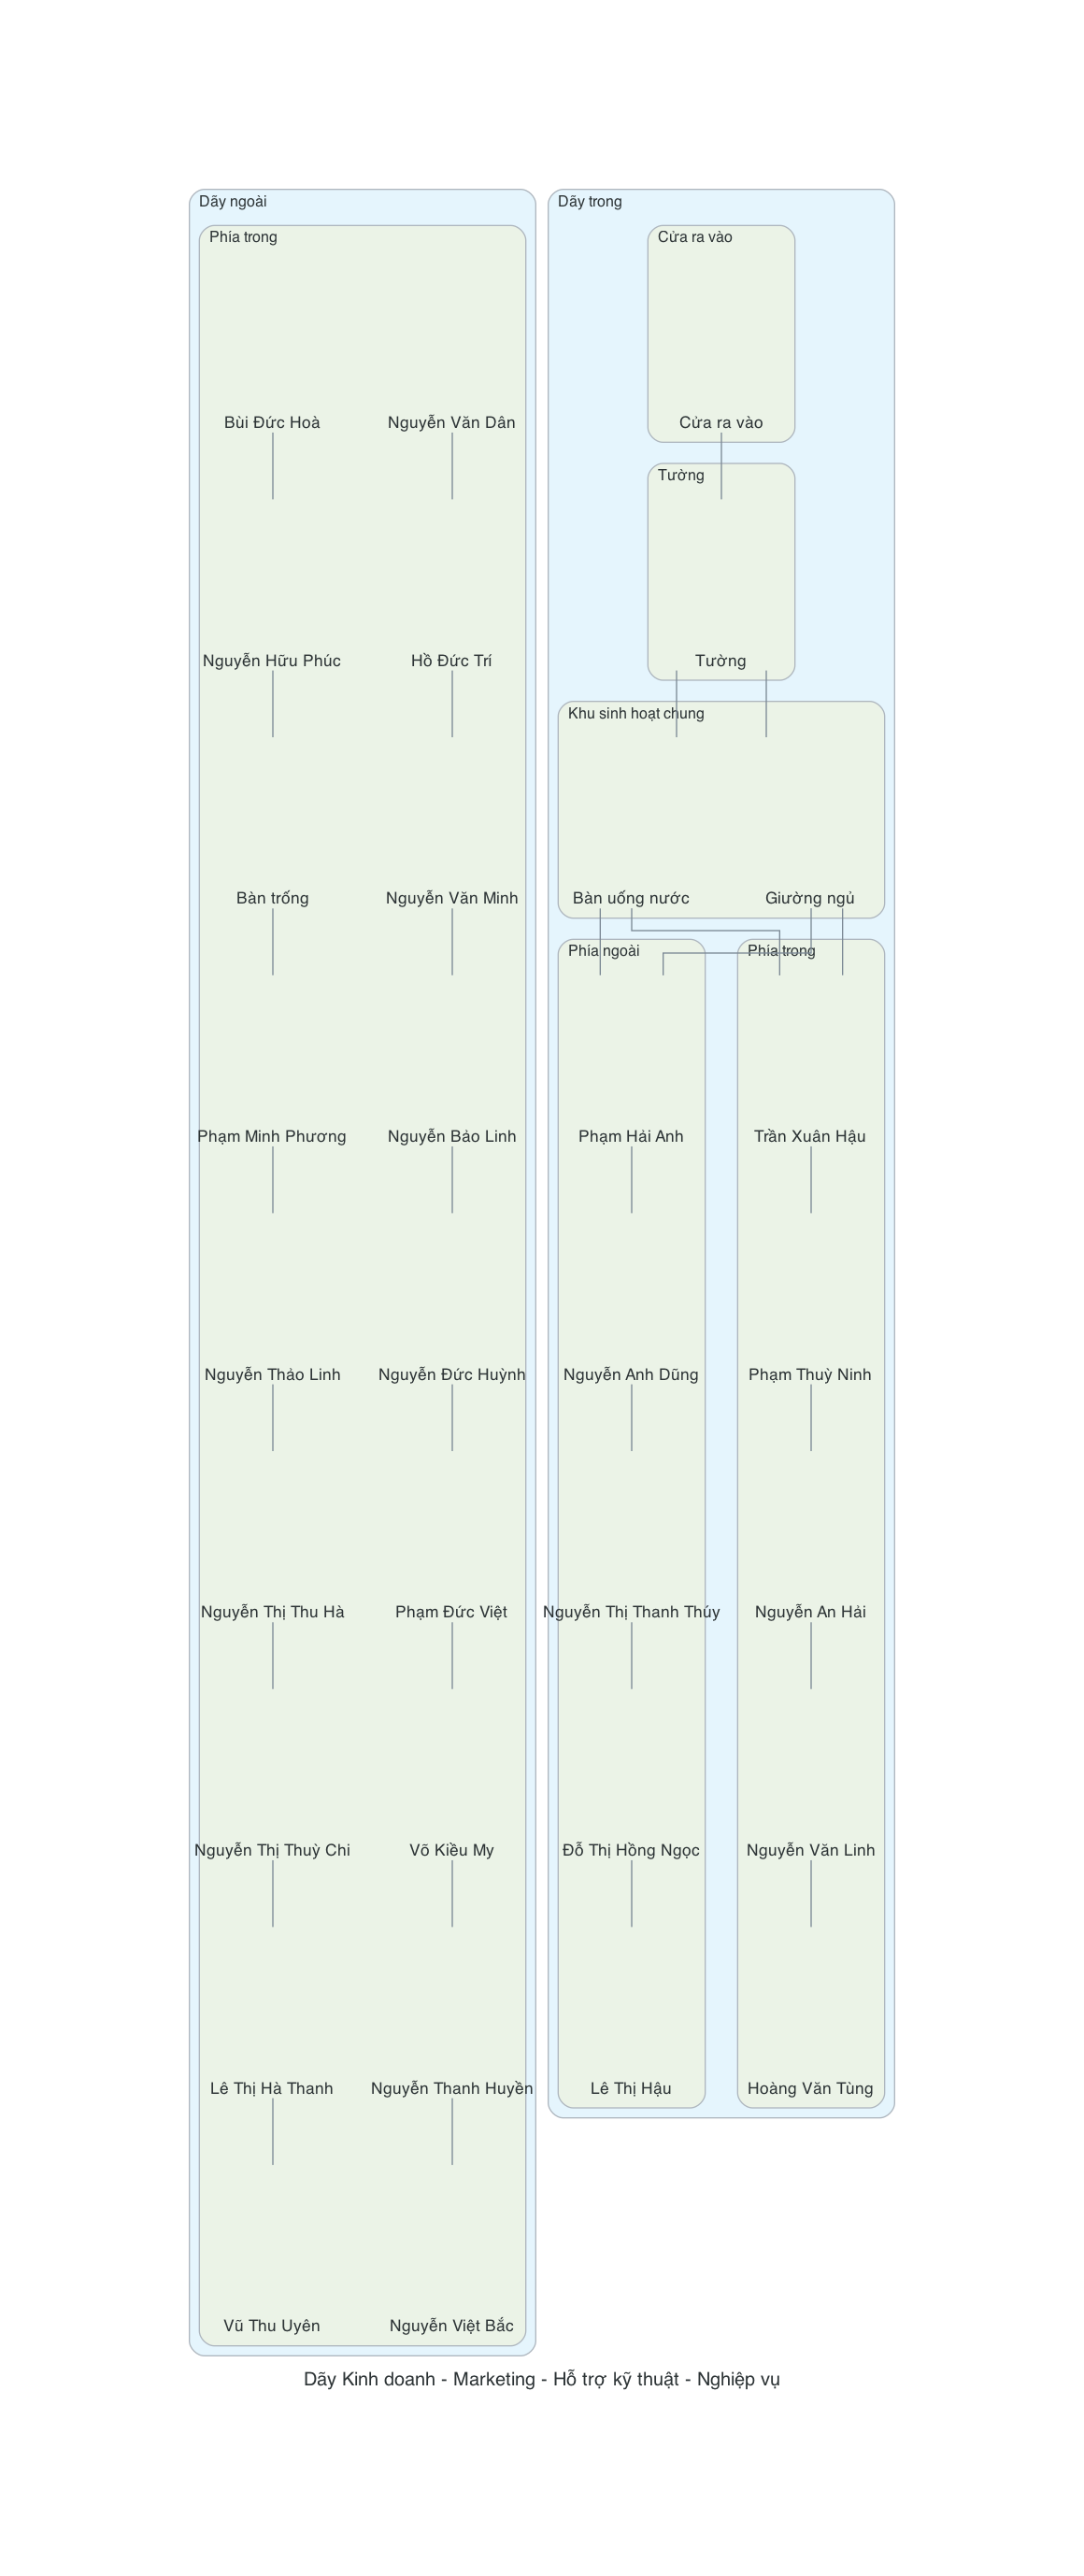 Dãy ngoài
Phía trong
Bùi Đức Hoà
Nguyễn Văn Dân
Nguyễn Hữu Phúc
Hồ Đức Trí
Bàn trống
Nguyễn Văn Minh
Phạm Minh Phương
Nguyễn Bảo Linh
Nguyễn Thảo Linh
Nguyễn Đức Huỳnh
Nguyễn Thị Thu Hà
Phạm Đức Việt
Nguyễn Thị Thuỳ Chi
Võ Kiều My
Lê Thị Hà Thanh
Nguyễn Thanh Huyền
Vũ Thu Uyên
Nguyễn Việt Bắc
Dãy trong
Cửa ra vào
Cửa ra vào
Tường
Tường
Khu sinh hoạt chung
Bàn uống nước
Giường ngủ
Phía ngoài
Phạm Hải Anh
Nguyễn Anh Dũng
Nguyễn Thị Thanh Thúy
Đỗ Thị Hồng Ngọc
Lê Thị Hậu
Phía trong
Trần Xuân Hậu
Phạm Thuỳ Ninh
Nguyễn An Hải
Nguyễn Văn Linh
Hoàng Văn Tùng
Dãy Kinh doanh - Marketing - Hỗ trợ kỹ thuật - Nghiệp vụ